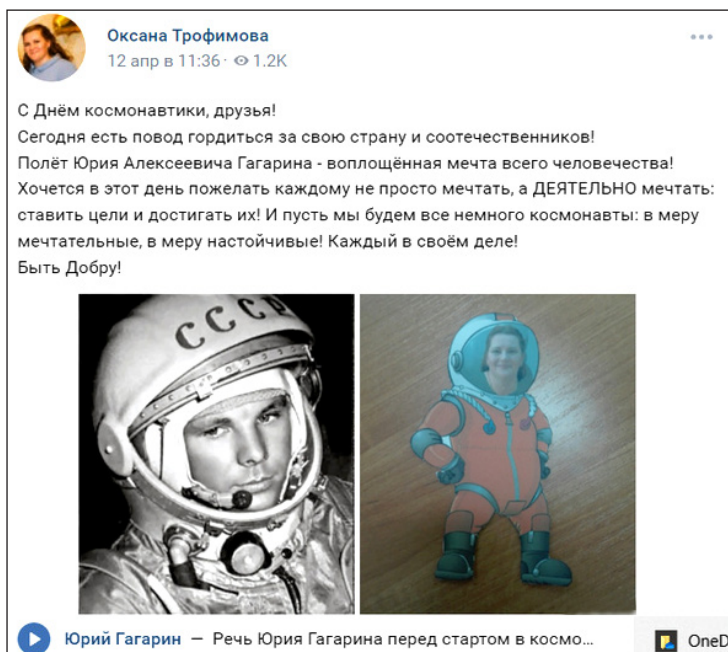 Оксана Трофимова
12 апр в 11:36 · 1.2K
С Днём космонавтики, друзья!
Сегодня есть повод гордиться за свою страну и соотечественников!
Полёт Юрия Алексеевича Гагарина - воплощённая мечта всего человечества!
Хочется в этот день пожелать каждому не просто мечтать, а ДЕЯТЕЛЬНО мечтать:
ставить цели и достигать их! И пусть мы будем все немного космонавты: в меру
мечтательные, в меру настойчивые! Каждый в своём деле!
Быть Добру!
СССР
Юрий Гагарин — Речь Юрия Гагарина перед стартом в космо...
OneD